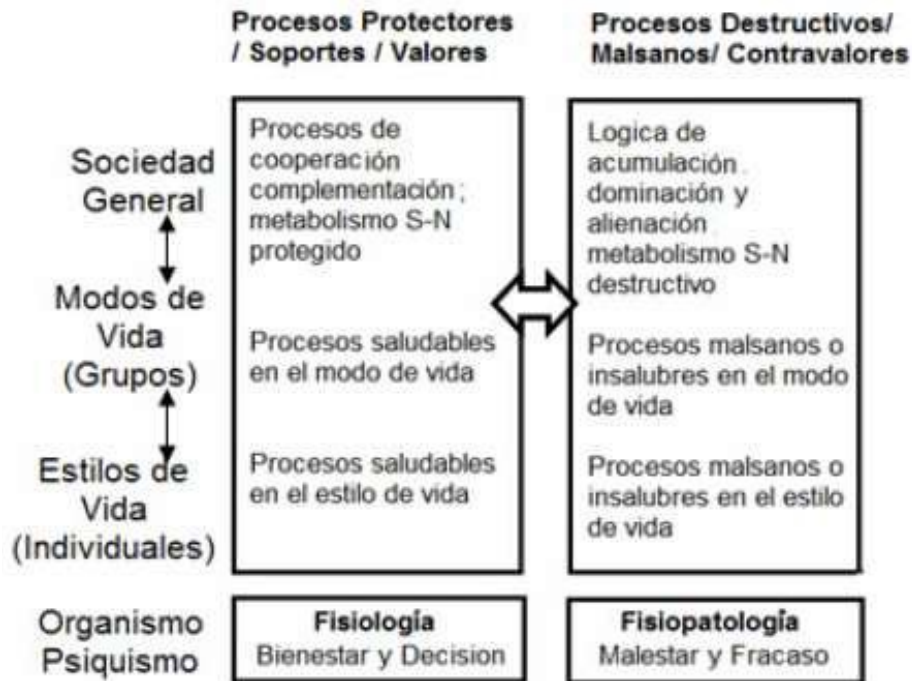 Procesos Protectores
/ Soportes / Valores
Procesos Destructivos/
Malsanos/ Contravalores
Sociedad
General
Procesos de
cooperación
complementación;
metabolismo S-N
protegido
Logica de
acumulación.
dominación y
alienación
metabolismo S-N
destructivo
Modos de
Vida
(Grupos)
Procesos saludables
en el modo de vida
Procesos malsanos o
insalubres en el modo
de vida
Estilos de
Vida
(Individuales)
Procesos saludables
en el estilo de vida
Procesos malsanos o
insalubres en el estilo
de vida
Organismo
Psiquismo
Fisiología
Bienestar y Decision
Fisiopatología
Malestar y Fracaso